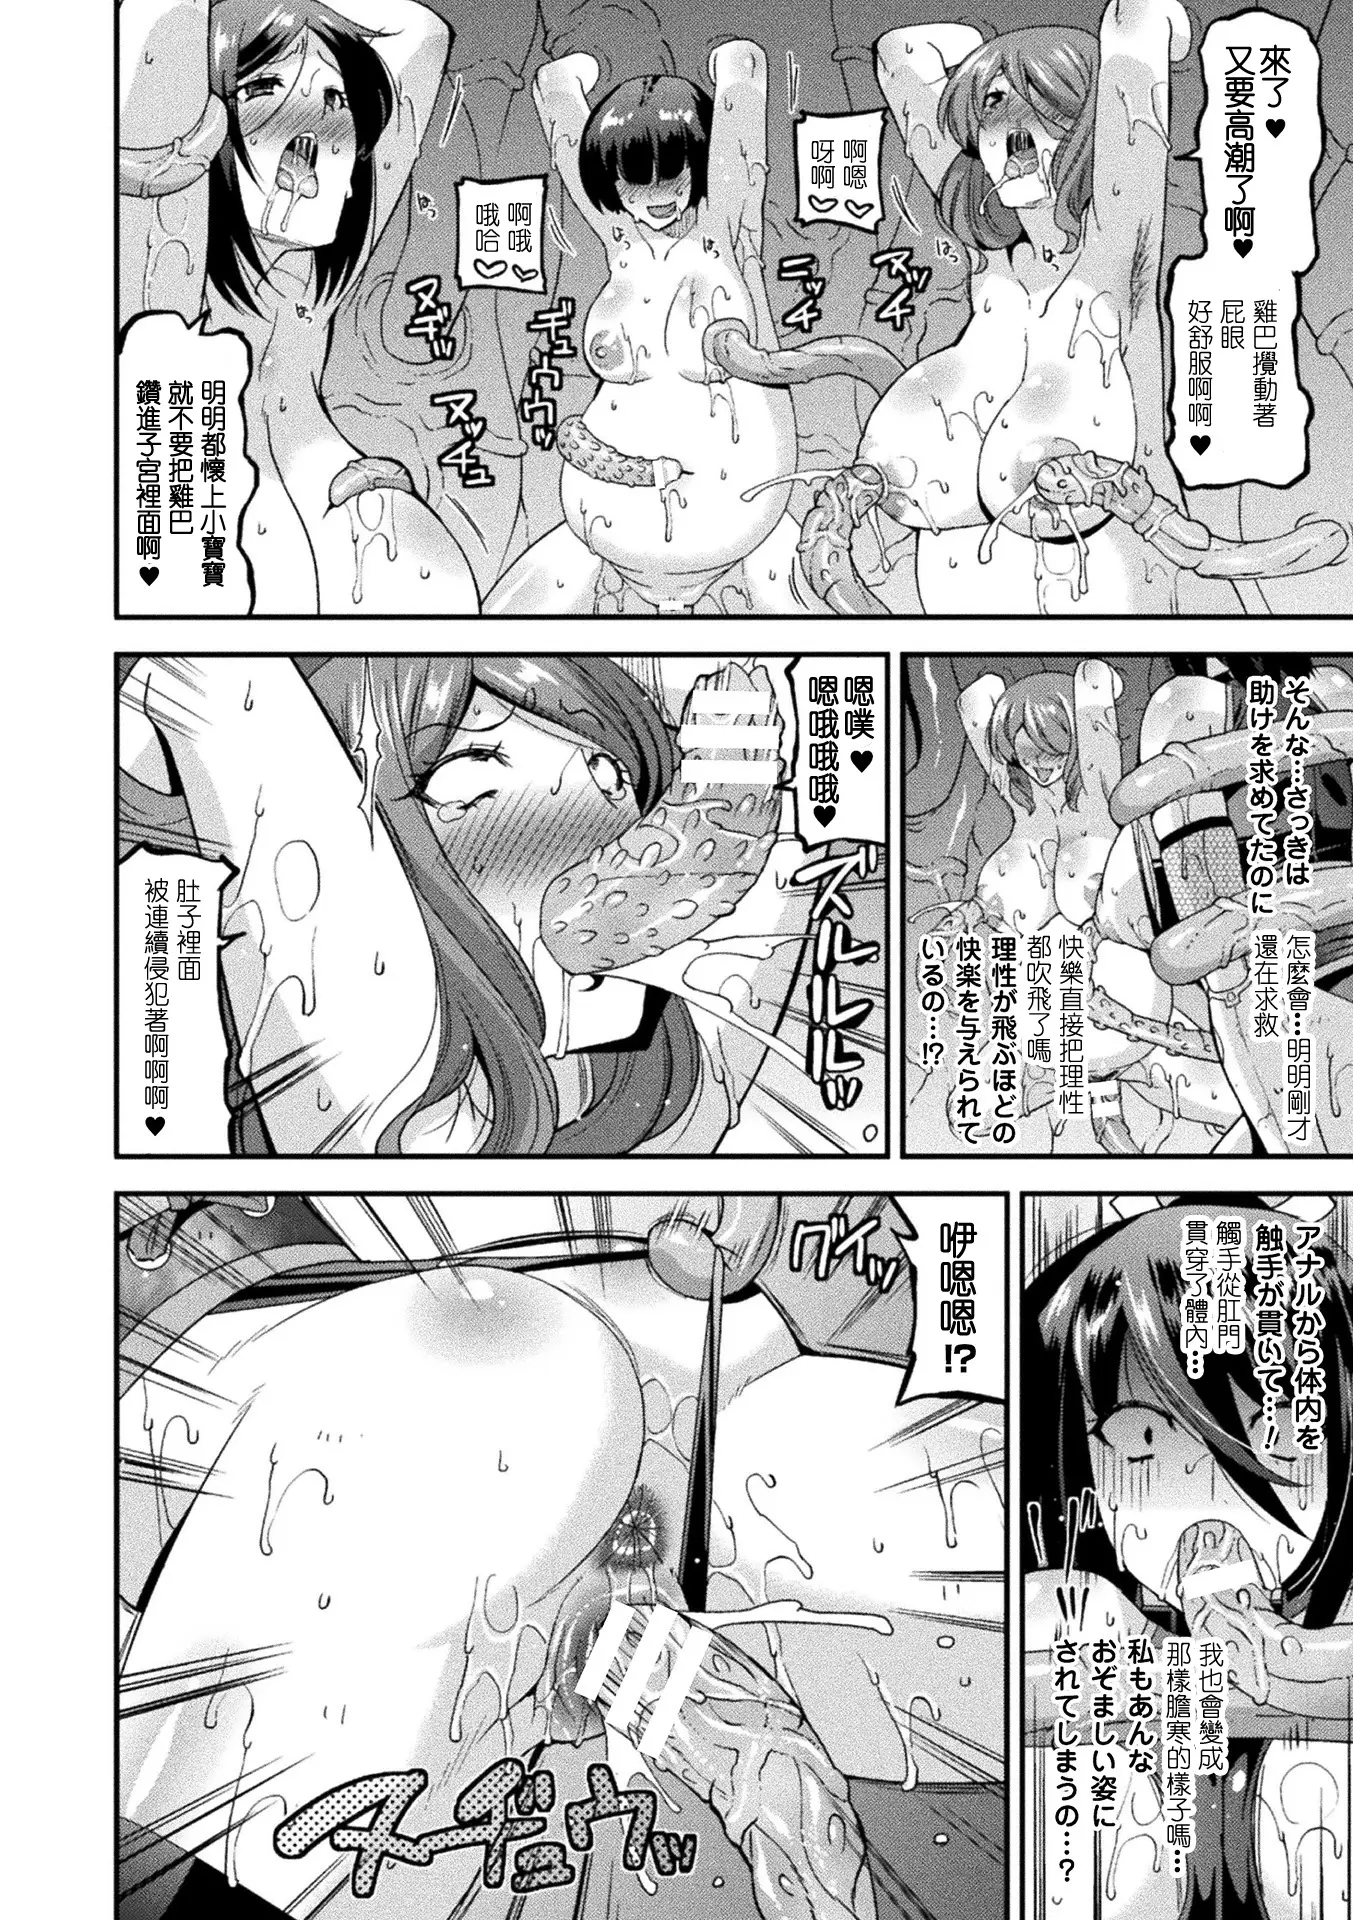 來了♥
又要高潮了啊♥
雞巴攪動著
屁眼
好舒服啊啊♥
啊嗯
呀啊
♡♡
啊哦
哦哈
♡♡
明明都懷上小寶寶
就不要把雞巴
鑽進子宮裡面啊♥
はっ
はっ
はっ
はっ
ヌッチ
ニッチ
ギュウッ
ヌギッ
ヌッチュ
そんな…さっきは
助けを求めてたのに
怎麼會…明明剛才
還在求救
快樂直接把理性
都吹飛了嗎
理性が飛ぶほどの
快楽を与えられて
いるの…!?
嗯噗♥
嗯哦哦哦♥
ズルルルルッ
肚子裡面
被連續侵犯著啊啊啊♥
アナルから体内を
触手が貫いて…!
觸手從肛門
貫穿了體內…
我也會變成
那樣膽寒的樣子嗎…
私もあんな
おぞましい姿に
されてしまうの…?
咿嗯嗯!?
グイッ
ヌギュウッ